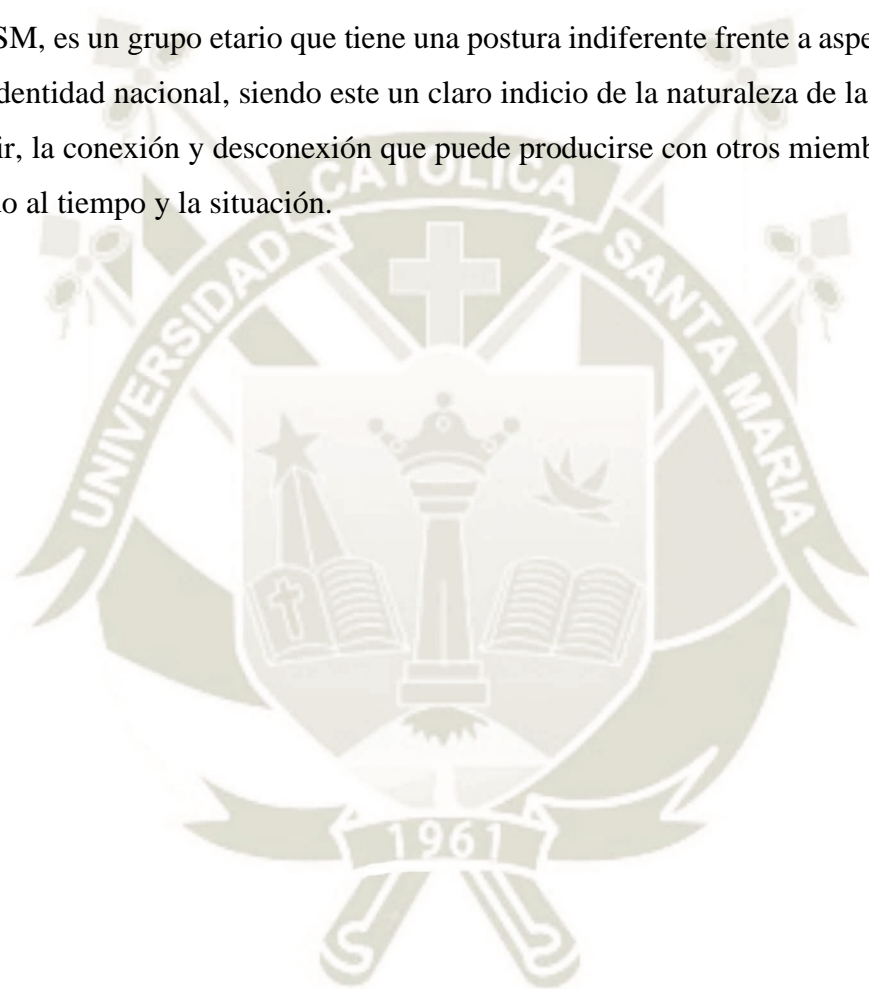 SM, es un grupo etario que tiene una postura indiferente frente a aspe
dentidad nacional, siendo este un claro indicio de la naturaleza de la
ir, la conexión y desconexión que puede producirse con otros miemb
o al tiempo y la situación.
CATOLICA
UNIVERSIDAD
SANTA MARIA
1961